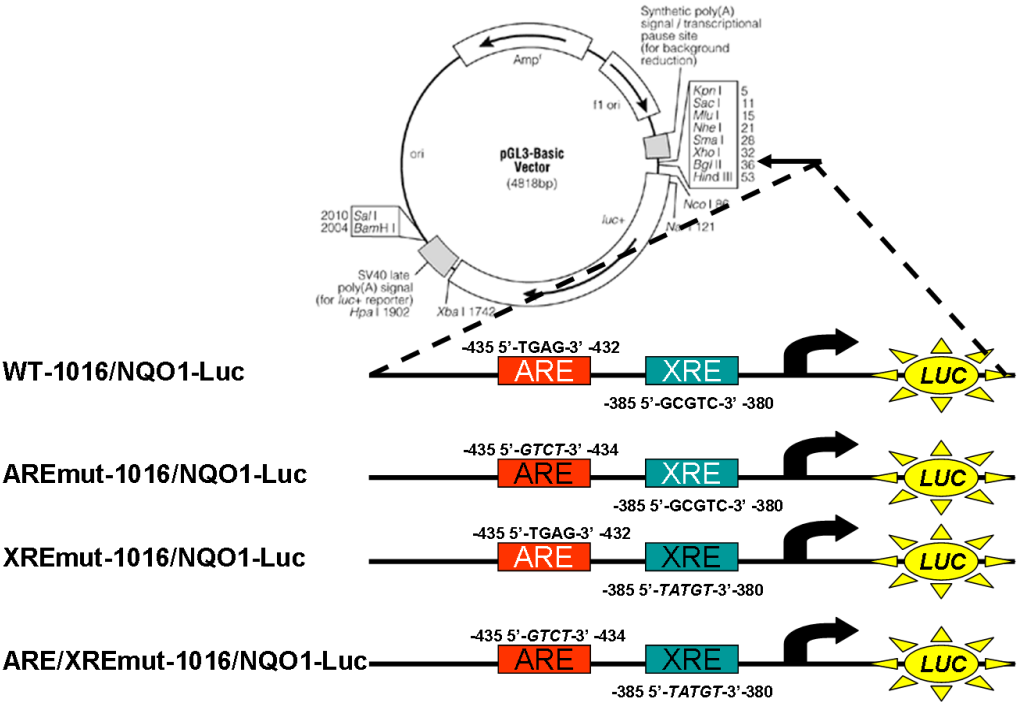 Synthetic poly(A)
signal / transcriptional
pause site
(for background
reduction)
Ampʳ
f1 ori
Kpn I 5
Sac I 11
Mlu I 15
Nhe I 21
Sma I 28
Xho I 32
Bgl II 36
Hind III 53
ori
pGL3-Basic
Vector
(4818bp)
Nco I 86
121
luc+
2010 Sal I
2004 BamH I
SV40 late
poly(A) signal
(for luc+ reporter)
Hpa I 1902
Xba I 1742
-435 5’-TGAG-3’ -432
WT-1016/NQO1-Luc
ARE XRE LUC
-385 5’-GCGTC-3’ -380
-435 5’-GTCT-3’ -434
AREmut-1016/NQO1-Luc
ARE XRE LUC
-385 5’-GCGTC-3’ -380
-435 5’-TGAG-3’ -432
XREmut-1016/NQO1-Luc
ARE XRE LUC
-385 5’-TATGT-3’-380
-435 5’-GTCT-3’ -434
ARE/XREmut-1016/NQO1-Luc
ARE XRE LUC
-385 5’-TATGT-3’-380